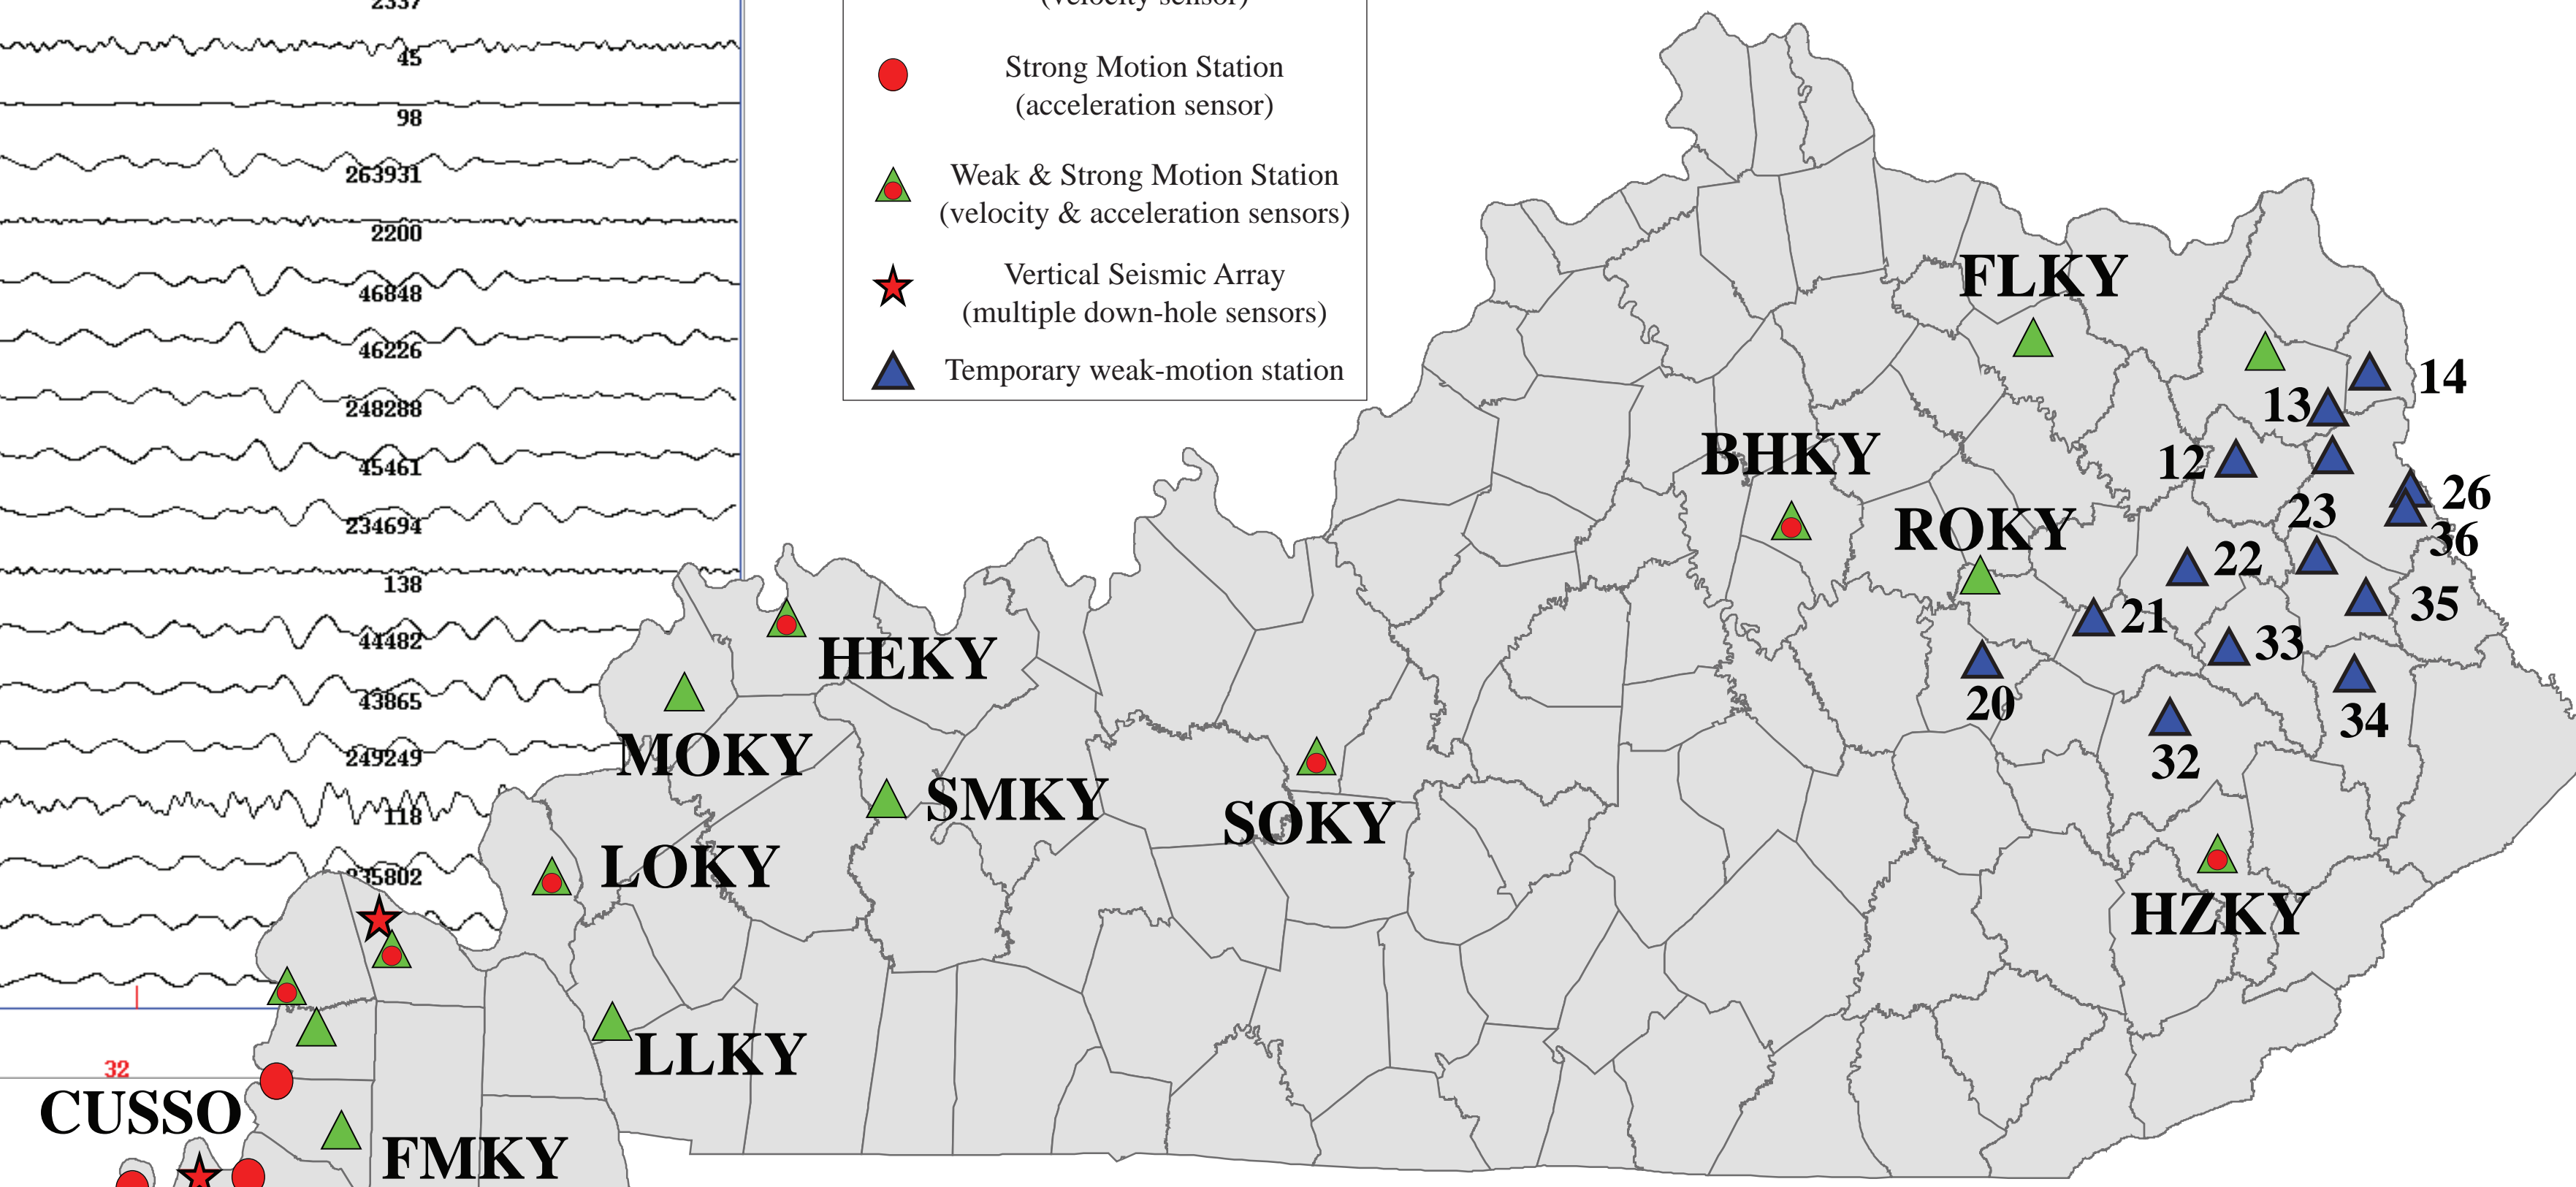 2337
45
98
263931
2200
46848
46226
248288
45461
234694
138
44482
43865
249249
118
32
(velocity sensor)
Strong Motion Station
(acceleration sensor)
Weak & Strong Motion Station
(velocity & acceleration sensors)
Vertical Seismic Array
(multiple down-hole sensors)
Temporary weak-motion station
FLKY
14
13
BHKY
12
26
23
ROKY
36
22
35
21
33
HEKY
20
34
MOKY
32
SMKY
SOKY
LOKY
HZKY
LLKY
CUSSO
FMKY